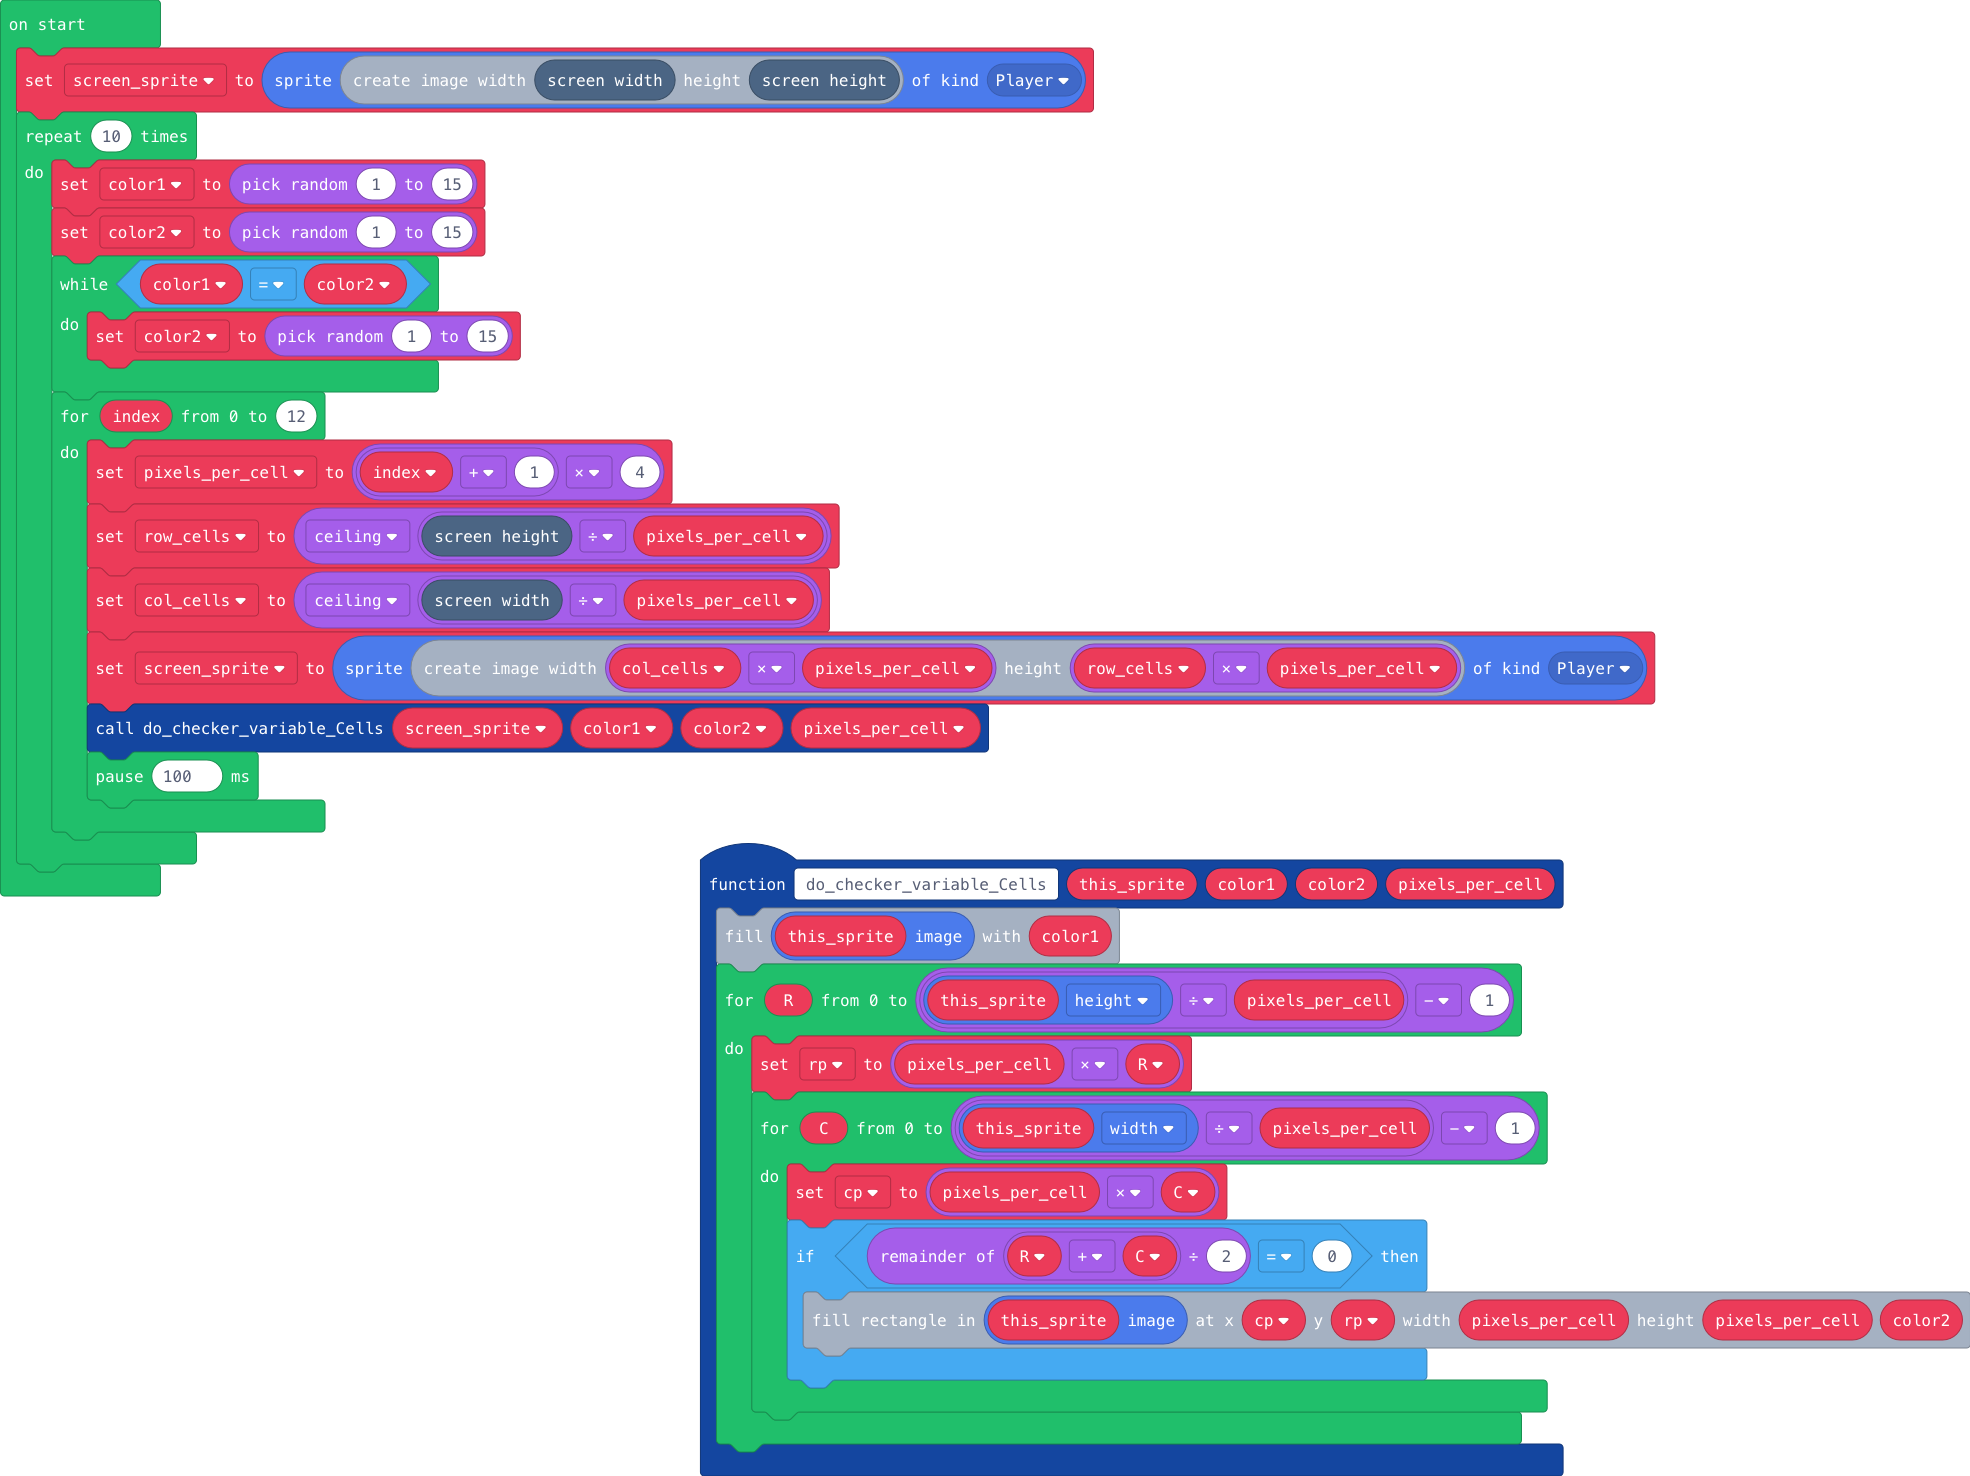 on start
set screen_sprite to sprite create image width screen width height screen height of kind Player
repeat 10 times
do set color1 to pick random 1 to 15
set color2 to pick random 1 to 15
while color1 = color2
do set color2 to pick random 1 to 15
for index from 0 to 12
do set pixels_per_cell to index + 1 × 4
set row_cells to ceiling screen height ÷ pixels_per_cell
set col_cells to ceiling screen width ÷ pixels_per_cell
set screen_sprite to sprite create image width col_cells × pixels_per_cell height row_cells × pixels_per_cell of kind Player
call do_checker_variable_Cells screen_sprite color1 color2 pixels_per_cell
pause 100 ms
function do_checker_variable_Cells this_sprite color1 color2 pixels_per_cell
fill this_sprite image with color1
for R from 0 to this_sprite height ÷ pixels_per_cell - 1
do set rp to pixels_per_cell × R
for C from 0 to this_sprite width ÷ pixels_per_cell - 1
do set cp to pixels_per_cell × C
if remainder of R + C ÷ 2 = 0 then
fill rectangle in this_sprite image at x cp y rp width pixels_per_cell height pixels_per_cell color2